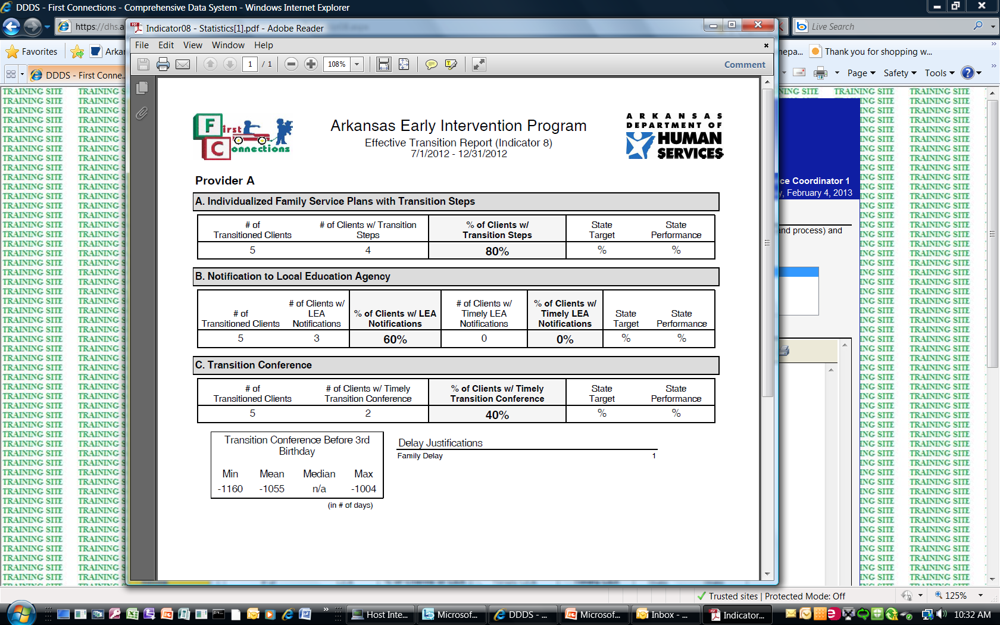 DDDS - First Connections - Comprehensive Data System - Windows Internet Explorer
https://dhs.a
Live Search
Indicator08 - Statistics[1].pdf - Adobe Reader
File Edit View Window Help
Favorites
Arkan
Thank you for shopping w...
1 / 1
108%
Comment
DDDS - First Conne...
Page Safety Tools
TRAINING SITE TRAINING SITE TRAINING SITE
First Connections
Arkansas Early Intervention Program
Effective Transition Report (Indicator 8)
7/1/2012 - 12/31/2012
ARKANSAS
DEPARTMENT OF
HUMAN
SERVICES
Provider A
ce Coordinator 1
y, February 4, 2013
A. Individualized Family Service Plans with Transition Steps
# of Transitioned Clients
# of Clients w/ Transition Steps
% of Clients w/ Transition Steps
State Target
State Performance
5 4 80% % %
and process) and
B. Notification to Local Education Agency
# of Transitioned Clients
# of Clients w/ LEA Notifications
% of Clients w/ LEA Notifications
# of Clients w/ Timely LEA Notifications
% of Clients w/ Timely LEA Notifications
State Target
State Performance
5 3 60% 0 0% % %
C. Transition Conference
# of Transitioned Clients
# of Clients w/ Timely Transition Conference
% of Clients w/ Timely Transition Conference
State Target
State Performance
5 2 40% % %
Transition Conference Before 3rd
Birthday
Min Mean Median Max
-1160 -1055 n/a -1004
(in # of days)
Delay Justifications
Family Delay 1
Trusted sites | Protected Mode: Off
125%
Host Inte...
Microsof...
DDDS - ...
Microsof...
Inbox - ...
Indicator...
10:32 AM